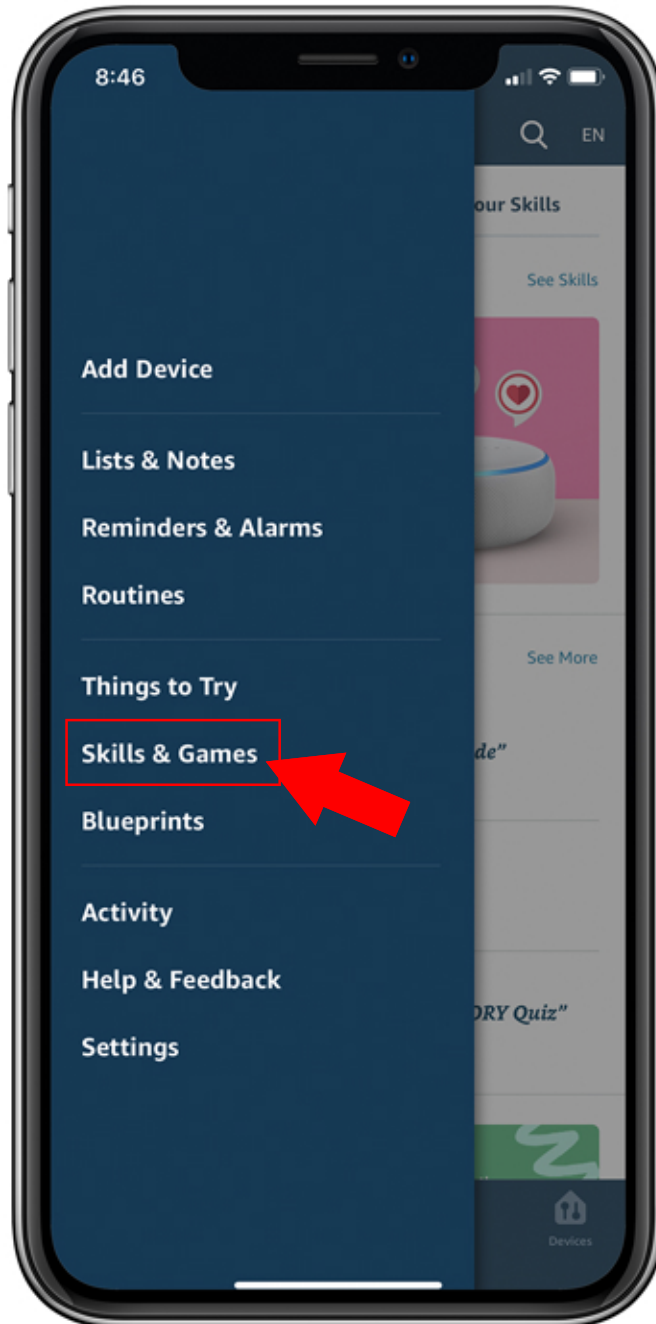 8:46
EN
our Skills
See Skills
Add Device
Lists & Notes
Reminders & Alarms
Routines
See More
Things to Try
Skills & Games
de”
Blueprints
Activity
Help & Feedback
ORY Quiz”
Settings
Devices